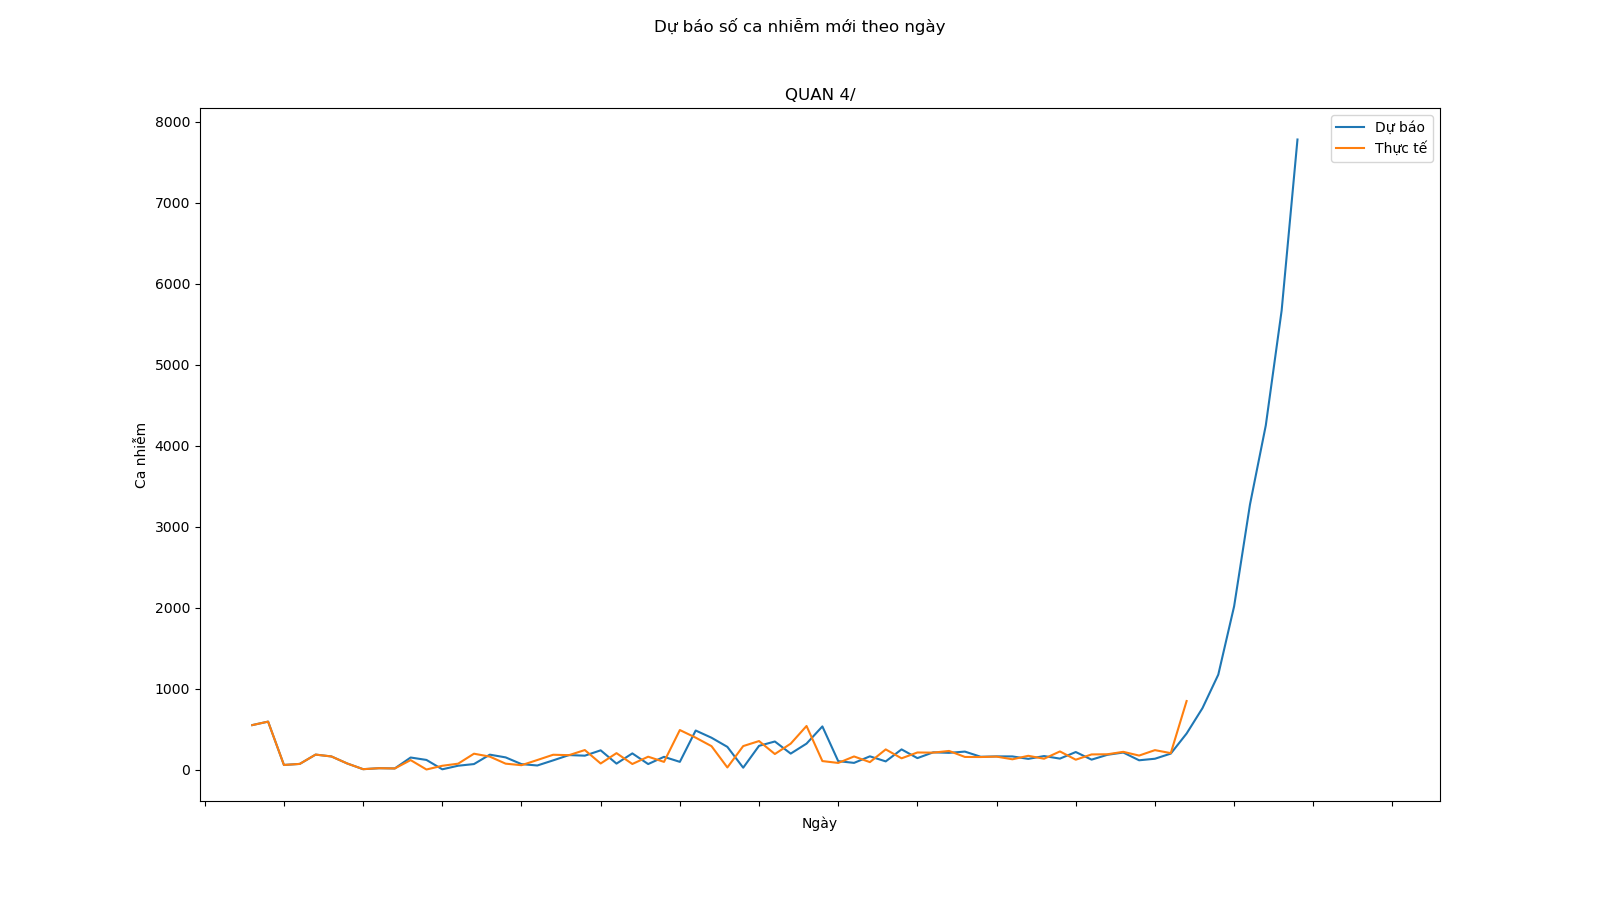 Dự báo số ca nhiễm mới theo ngày
QUAN 4/
8000
7000
6000
5000
4000
3000
2000
1000
0
Ca nhiễm
Dự báo
Thực tế
Ngày